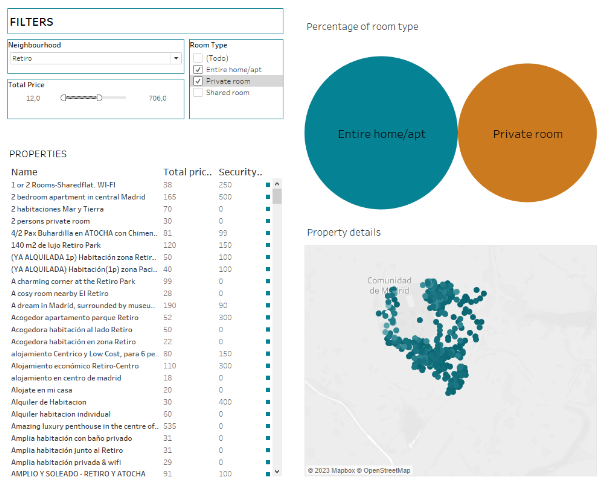 FILTERS
Neighbourhood
Retiro
Room Type
(Todo)
Entire home/apt
Private room
Shared room
Total Price
12,0 706,0
PROPERTIES
Name Total pric.. Security..
1 or 2 Rooms-Sharedflat. WI-FI 38 250
2 bedroom apartment in central Madrid 165 500
2 habitaciones Mar y Tierra 70 0
2 persons private room 30 0
4/2 Pax Buhardilla en ATOCHA con Chimen.. 81 99
140 m2 de lujo Retiro Park 120 150
(YA ALQUILADA 1p) Habitación zona Retir.. 50 100
(YA ALQUILADA) Habitación(1p) zona Paci.. 40 100
A charming corner at the Retiro Park 99 0
A cosy room nearby El Retiro 28 0
A dream in Madrid, surrounded by museu.. 190 90
Acogedor apartamento parque Retiro 52 300
Acogedora habitación al lado Retiro 50 0
Acogedora habitación en zona Retiro 50 0
alojamiento Centrico y Low Cost, para 6 pe.. 80 150
Alojamiento económico Retiro-Centro 110 300
alojamiento en centro de madrid 18 0
Alojate en mi casa 20 0
Alquiler de Habitacion 30 400
Alquiler habitacion individual 60 0
Amazing luxury penthouse in the centre of.. 535 0
Amplia habitación con baño privado 31 0
Amplia habitación junto al Retiro 31 0
Amplia habitación privada & wifi 29 0
AMPLIO Y SOLEADO - RETIRO Y ATOCHA 91 100
Percentage of room type
Entire home/apt
Private room
Property details
Comunidad
de Madrid
© 2023 Mapbox © OpenStreetMap